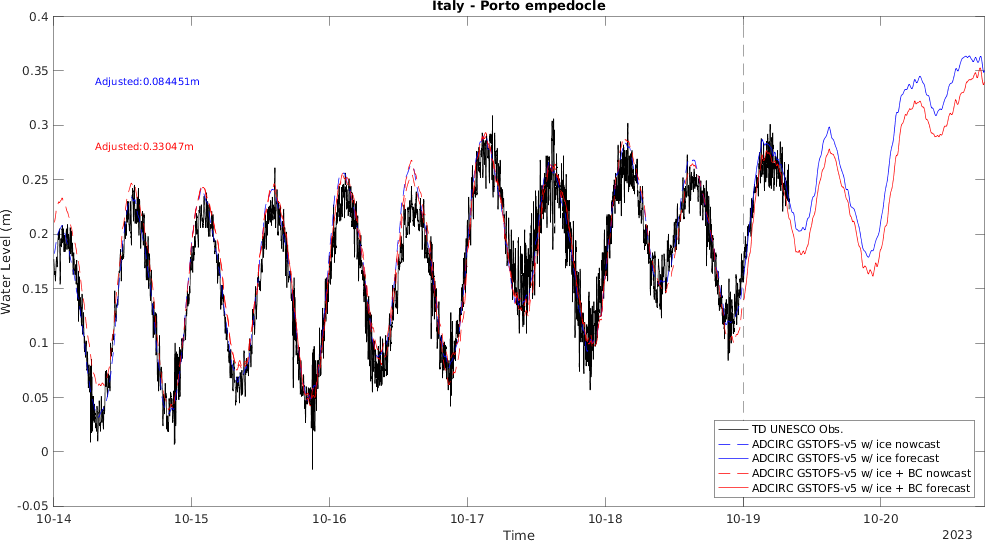 Italy - Porto empedocle
0.4
0.35
0.3
0.25
0.2
0.15
0.1
0.05
0
-0.05
Water Level (m)
Adjusted:0.084451m
Adjusted:0.33047m
TD UNESCO Obs.
ADCIRC GSTOFS-v5 w/ ice nowcast
ADCIRC GSTOFS-v5 w/ ice forecast
ADCIRC GSTOFS-v5 w/ ice + BC nowcast
ADCIRC GSTOFS-v5 w/ ice + BC forecast
10-14 10-15 10-16 10-17 10-18 10-19 10-20
Time
2023